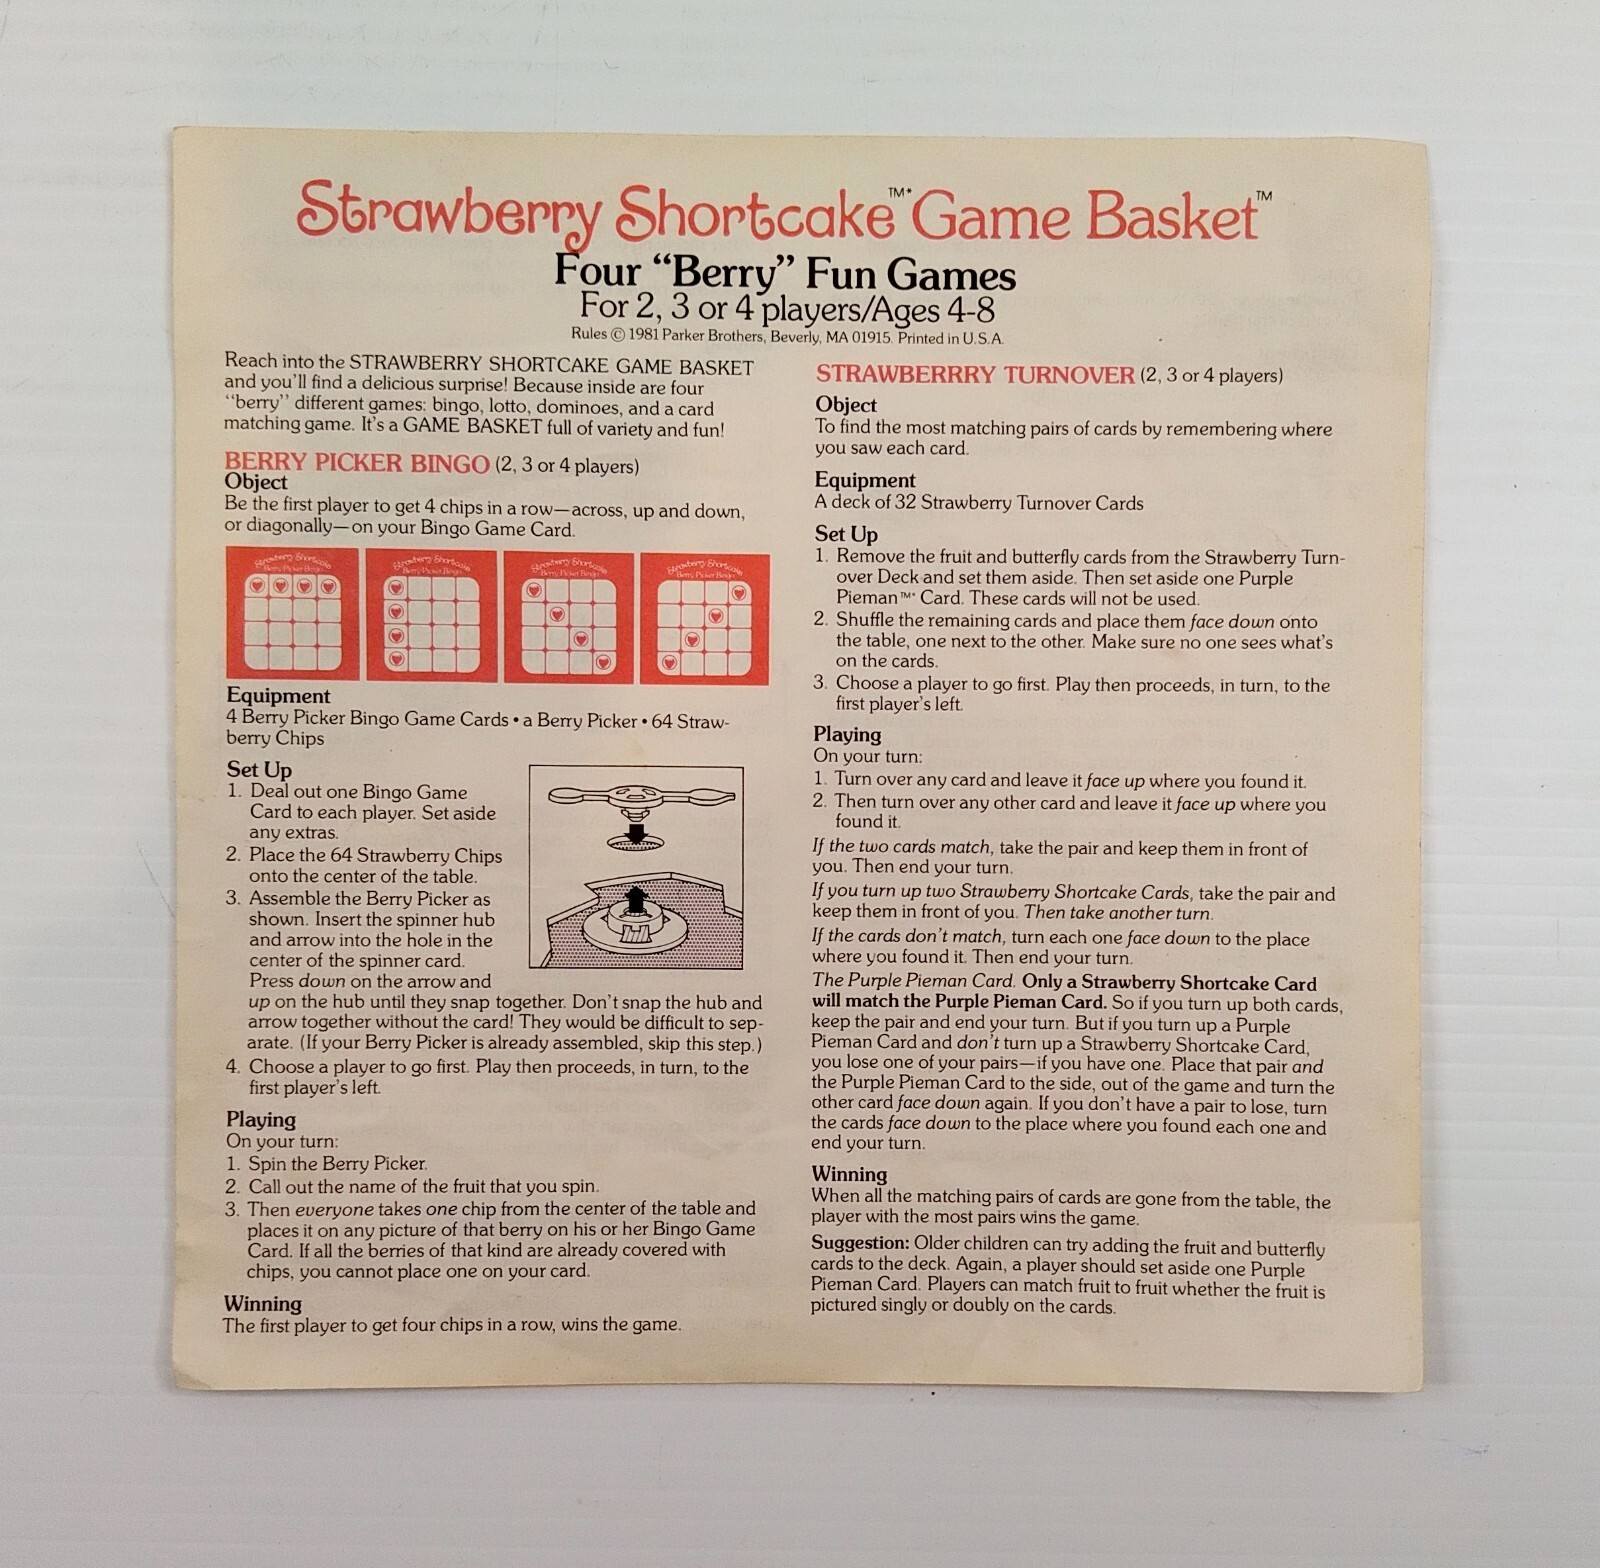 Strawberry Shortcake™* Game Basket™
Four “Berry” Fun Games
For 2, 3 or 4 players/Ages 4-8
Rules © 1981 Parker Brothers, Beverly, MA 01915. Printed in U.S.A.
Reach into the STRAWBERRY SHORTCAKE GAME BASKET
and you'll find a delicious surprise! Because inside are four
“berry” different games: bingo, lotto, dominoes, and a card
matching game. It's a GAME BASKET full of variety and fun!
BERRY PICKER BINGO (2, 3 or 4 players)
Object
Be the first player to get 4 chips in a row—across, up and down,
or diagonally—on your Bingo Game Card.
Strawberry Shortcake
Berry Picker Bingo
Strawberry Shortcake
Berry Picker Bingo
Strawberry Shortcake
Berry Picker Bingo
Strawberry Shortcake
Berry Picker Bingo
Equipment
4 Berry Picker Bingo Game Cards • a Berry Picker • 64 Straw-
berry Chips
Set Up
1. Deal out one Bingo Game
Card to each player. Set aside
any extras.
2. Place the 64 Strawberry Chips
onto the center of the table.
3. Assemble the Berry Picker as
shown. Insert the spinner hub
and arrow into the hole in the
center of the spinner card.
Press down on the arrow and
up on the hub until they snap together. Don't snap the hub and
arrow together without the card! They would be difficult to sep-
arate. (If your Berry Picker is already assembled, skip this step.)
4. Choose a player to go first. Play then proceeds, in turn, to the
first player's left.
Playing
On your turn:
1. Spin the Berry Picker.
2. Call out the name of the fruit that you spin.
3. Then everyone takes one chip from the center of the table and
places it on any picture of that berry on his or her Bingo Game
Card. If all the berries of that kind are already covered with
chips, you cannot place one on your card.
Winning
The first player to get four chips in a row, wins the game.
STRAWBERRRY TURNOVER (2, 3 or 4 players)
Object
To find the most matching pairs of cards by remembering where
you saw each card.
Equipment
A deck of 32 Strawberry Turnover Cards
Set Up
1. Remove the fruit and butterfly cards from the Strawberry Turn-
over Deck and set them aside. Then set aside one Purple
Pieman™* Card. These cards will not be used.
2. Shuffle the remaining cards and place them face down onto
the table, one next to the other. Make sure no one sees what's
on the cards.
3. Choose a player to go first. Play then proceeds, in turn, to the
first player's left.
Playing
On your turn:
1. Turn over any card and leave it face up where you found it.
2. Then turn over any other card and leave it face up where you
found it.
If the two cards match, take the pair and keep them in front of
you. Then end your turn.
If you turn up two Strawberry Shortcake Cards, take the pair and
keep them in front of you. Then take another turn.
If the cards don't match, turn each one face down to the place
where you found it. Then end your turn.
The Purple Pieman Card. Only a Strawberry Shortcake Card
will match the Purple Pieman Card. So if you turn up both cards,
keep the pair and end your turn. But if you turn up a Purple
Pieman Card and don't turn up a Strawberry Shortcake Card,
you lose one of your pairs—if you have one. Place that pair and
the Purple Pieman Card to the side, out of the game and turn the
other card face down again. If you don't have a pair to lose, turn
the cards face down to the place where you found each one and
end your turn.
Winning
When all the matching pairs of cards are gone from the table, the
player with the most pairs wins the game.
Suggestion: Older children can try adding the fruit and butterfly
cards to the deck. Again, a player should set aside one Purple
Pieman Card. Players can match fruit to fruit whether the fruit is
pictured singly or doubly on the cards.